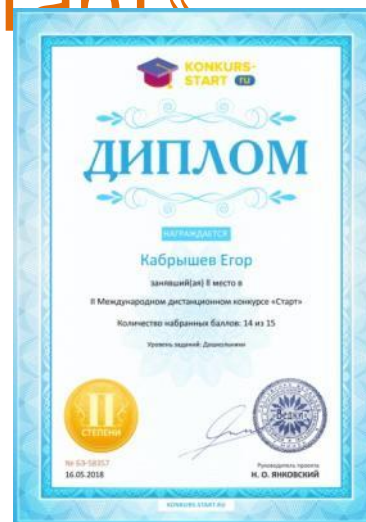 KONKURS-
START ru
ДИПЛОМ
НАГРАЖДАЕТСЯ
Кабрышев Егор
занявший(ая) II место в
II Международном дистанционном конкурсе «Старт»
Количество набранных баллов: 14 из 15
Уровень заданий: Дошкольники
II
СТЕПЕНИ
Ведки
16.05.2018
Руководитель проекта
Н. О. ЯНКОВСКИЙ
KONKURS-START.RU